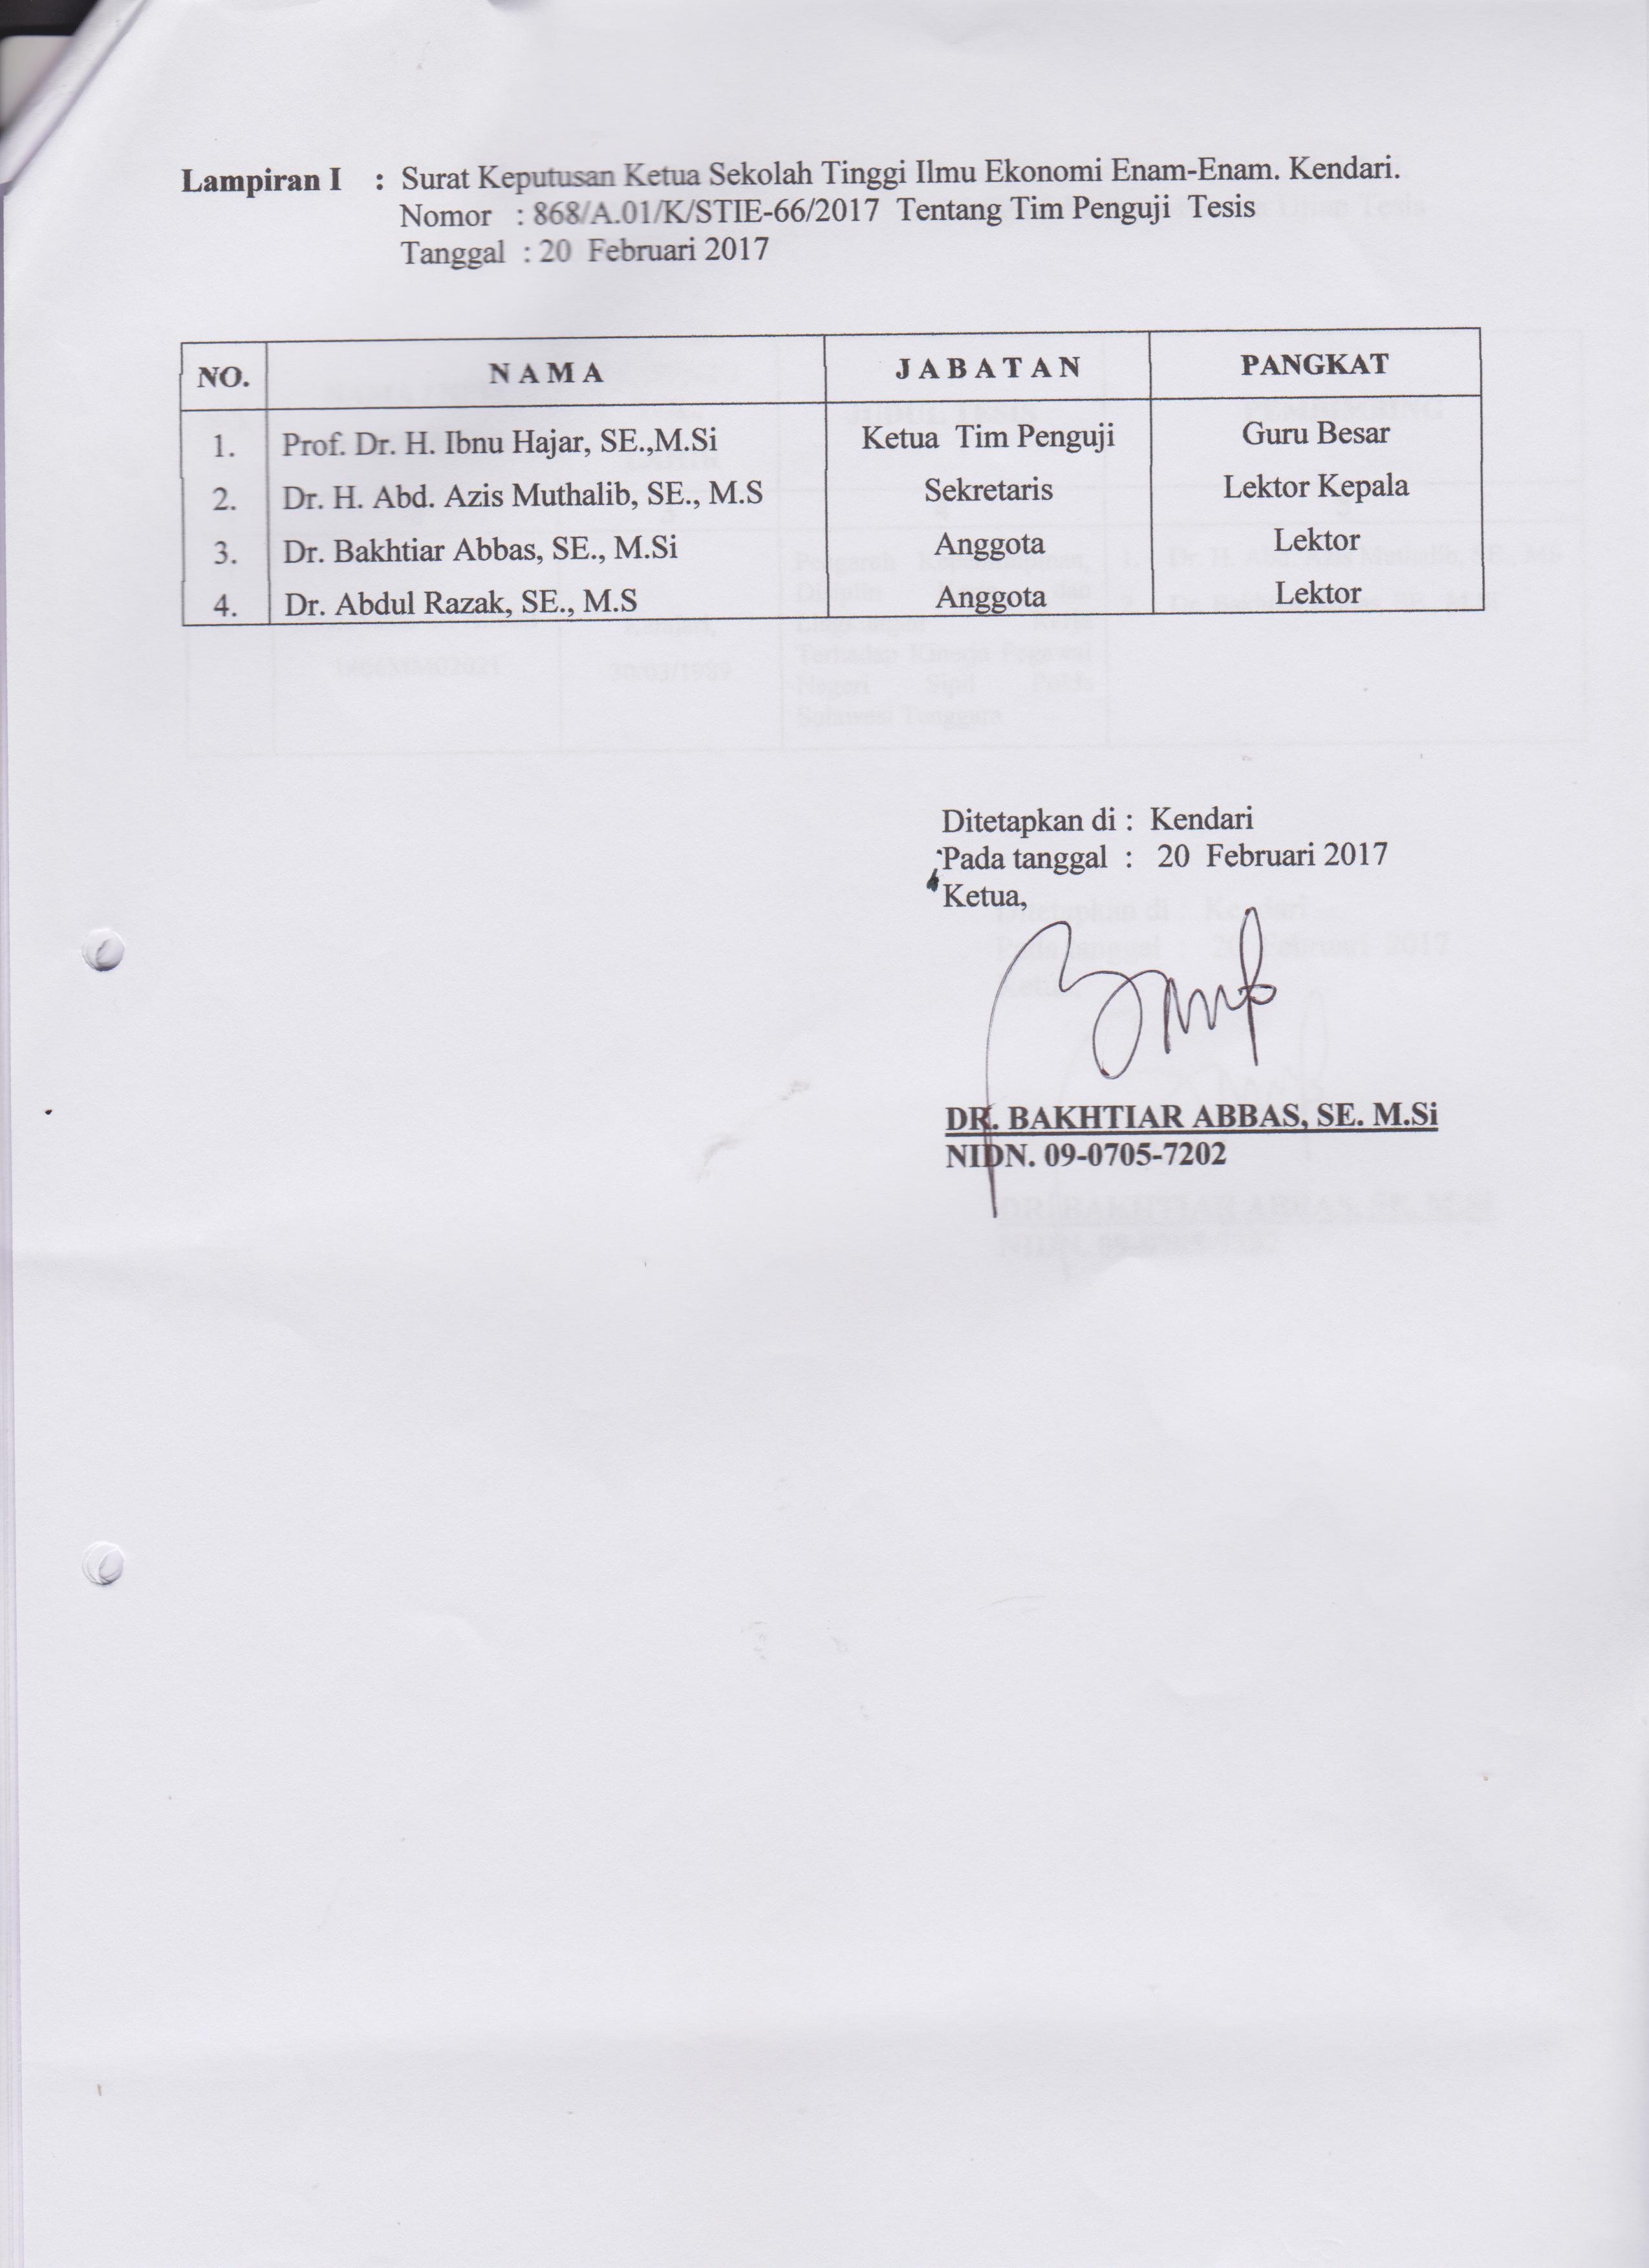 Lampiran I : Surat Keputusan Ketua Sekolah Tinggi Ilmu Ekonomi Enam-Enam. Kendari.
Nomor : 868/A.01/K/STIE-66/2017 Tentang Tim Penguji Tesis
Tanggal : 20 Februari 2017
NO. N A M A J A B A T A N PANGKAT
1. Prof. Dr. H. Ibnu Hajar, SE.,M.Si Ketua Tim Penguji Guru Besar
2. Dr. H. Abd. Azis Muthalib, SE., M.S Sekretaris Lektor Kepala
3. Dr. Bakhtiar Abbas, SE., M.Si Anggota Lektor
4. Dr. Abdul Razak, SE., M.S Anggota Lektor
Ditetapkan di : Kendari
Pada tanggal : 20 Februari 2017
Ketua,
DR. BAKHTIAR ABBAS, SE. M.Si
NIDN. 09-0705-7202